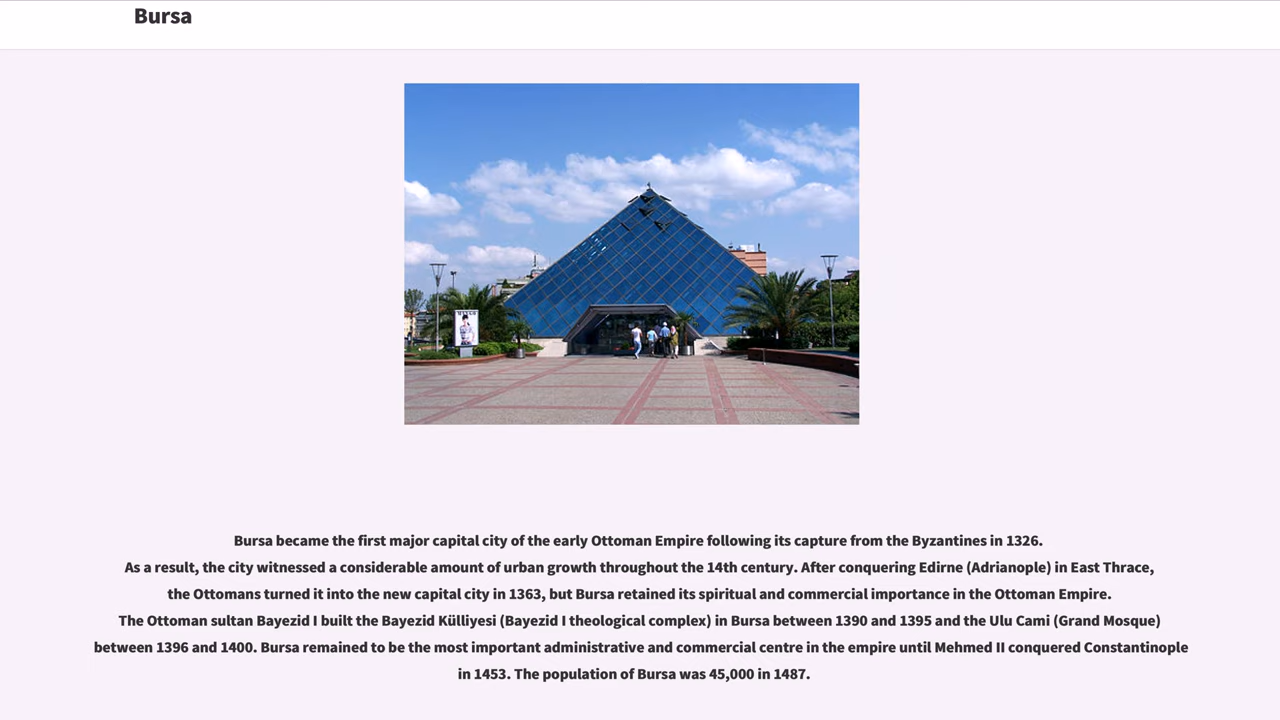 Bursa
Bursa became the first major capital city of the early Ottoman Empire following its capture from the Byzantines in 1326.
As a result, the city witnessed a considerable amount of urban growth throughout the 14th century. After conquering Edirne (Adrianople) in East Thrace,
the Ottomans turned it into the new capital city in 1363, but Bursa retained its spiritual and commercial importance in the Ottoman Empire.
The Ottoman sultan Bayezid I built the Bayezid Külliyesi (Bayezid I theological complex) in Bursa between 1390 and 1395 and the Ulu Cami (Grand Mosque)
between 1396 and 1400. Bursa remained to be the most important administrative and commercial centre in the empire until Mehmed II conquered Constantinople
in 1453. The population of Bursa was 45,000 in 1487.